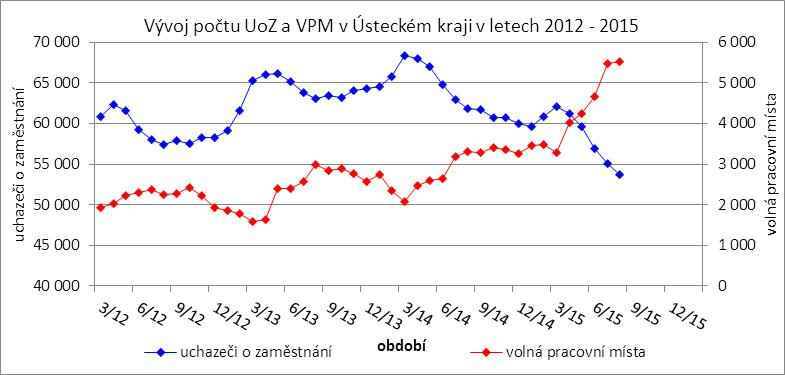 Vývoj počtu UoZ a VPM v Ústeckém kraji v letech 2012 - 2015
70 000
65 000
60 000
55 000
50 000
45 000
40 000
uchazeči o zaměstnání
6 000
5 000
4 000
3 000
2 000
1 000
0
volná pracovní místa
3/12 6/12 9/12 12/12 3/13 6/13 9/13 12/13 3/14 6/14 9/14 12/14 3/15 6/15 9/15 12/15
období
uchazeči o zaměstnání volná pracovní místa